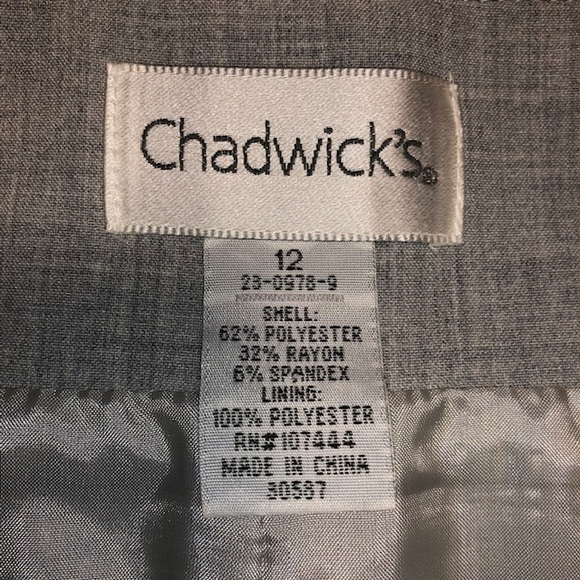 Chadwick's®
12
23-0978-9
SHELL:
62% POLYESTER
32% RAYON
6% SPANDEX
LINING:
100% POLYESTER
RN#107444
MADE IN CHINA
30587